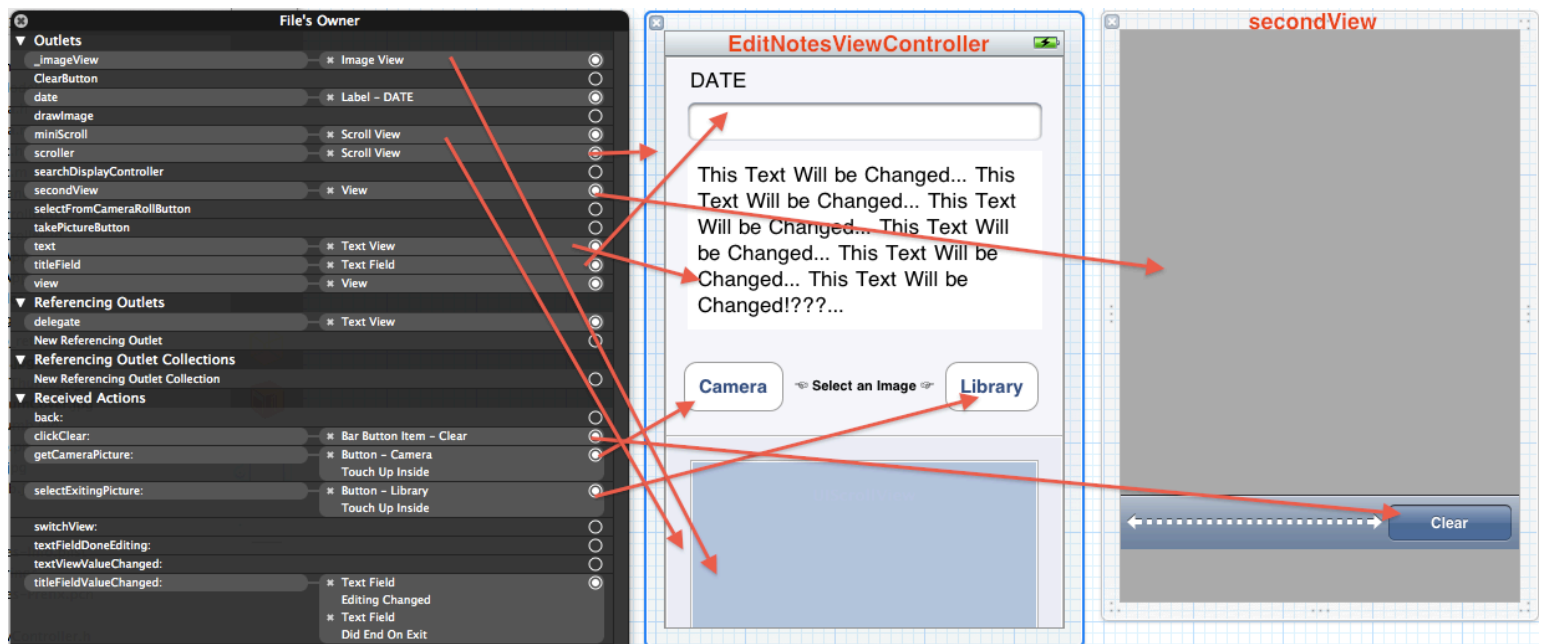 File's Owner
Outlets
_imageView
Image View
ClearButton
date
Label – DATE
drawImage
miniScroll
Scroll View
scroller
Scroll View
searchDisplayController
secondView
View
selectFromCameraRollButton
takePictureButton
text
Text View
titleField
Text Field
view
View
Referencing Outlets
delegate
Text View
New Referencing Outlet
Referencing Outlet Collections
New Referencing Outlet Collection
Received Actions
back:
clickClear:
Bar Button Item – Clear
getCameraPicture:
Button – Camera
Touch Up Inside
selectExitingPicture:
Button – Library
Touch Up Inside
switchView:
textFieldDoneEditing:
textViewValueChanged:
titleFieldValueChanged:
Text Field
Editing Changed
Text Field
Did End On Exit
EditNotesViewController
DATE
This Text Will be Changed... This
Text Will be Changed... This Text
Will be Changed... This Text Will
be Changed... This Text Will be
Changed... This Text Will be
Changed!???...
Camera
Select an Image
Library
secondView
Clear